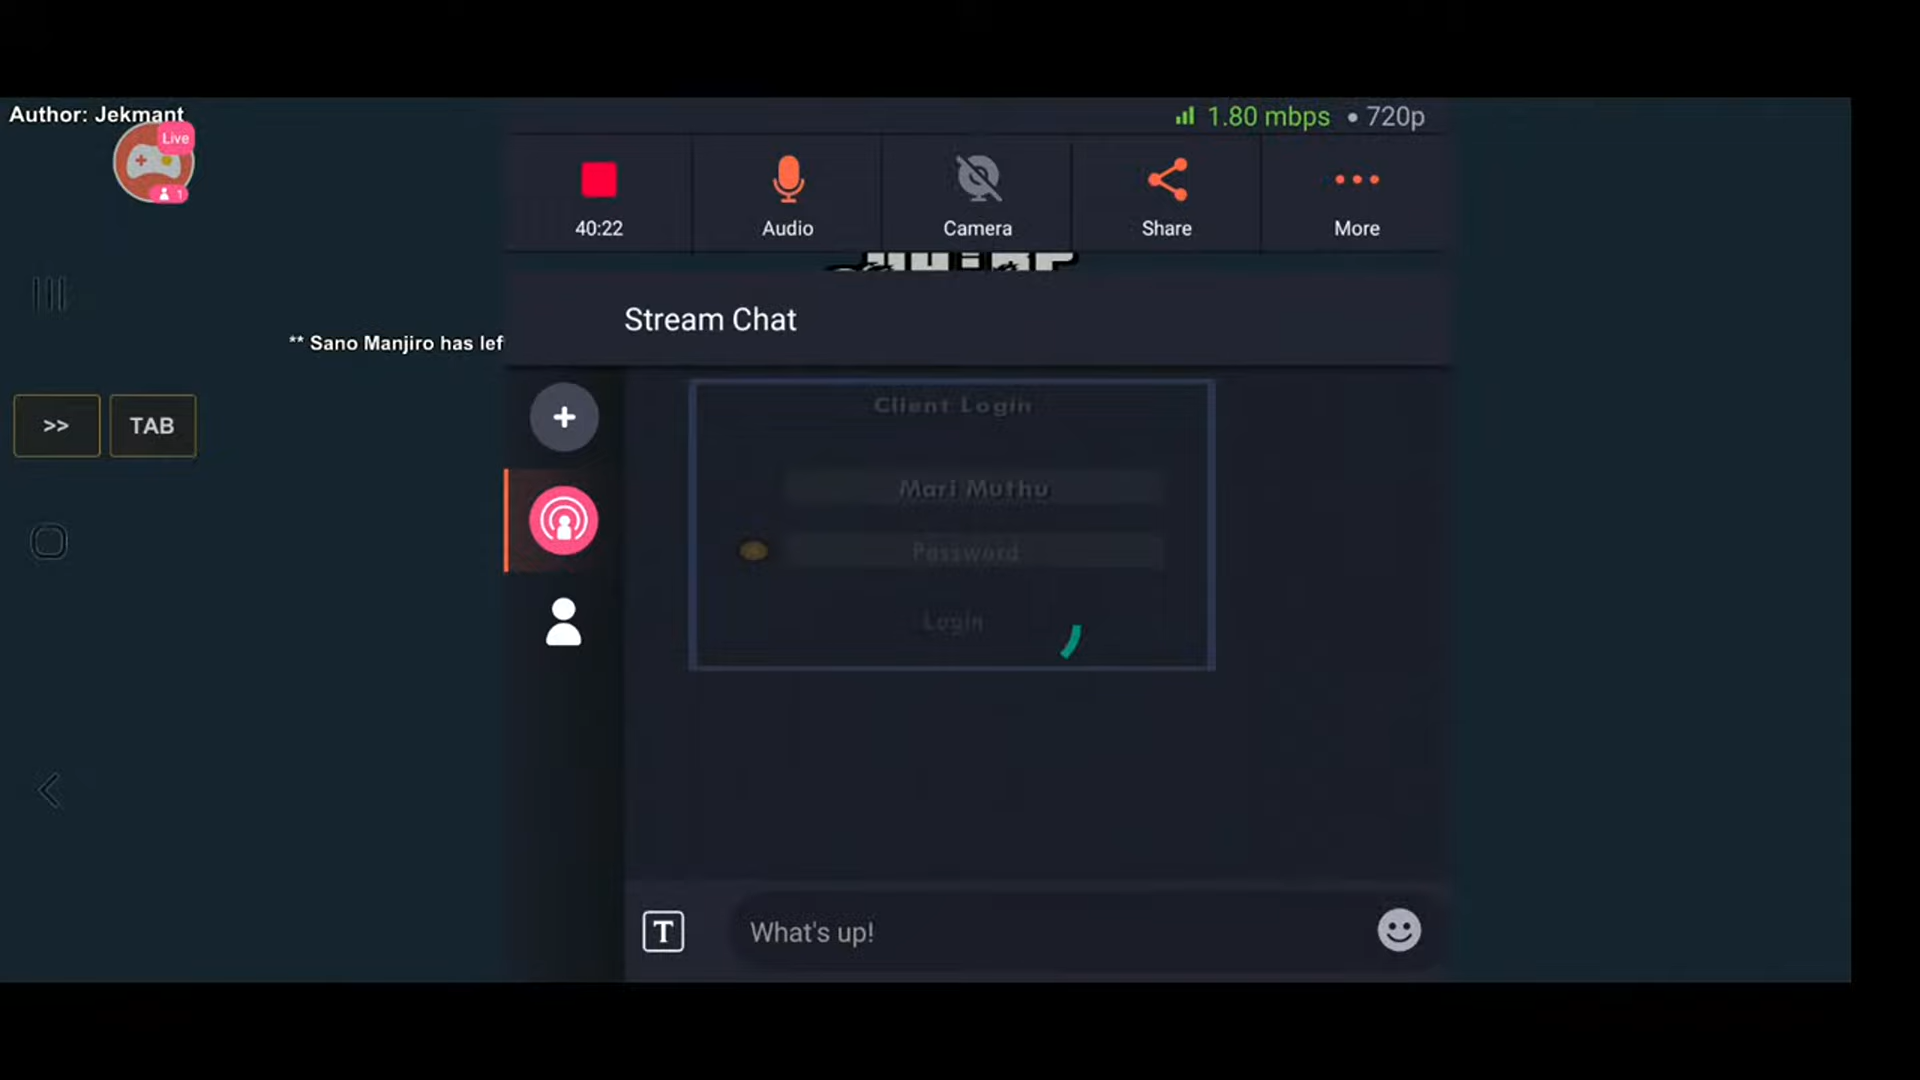 Author: Jekmant
Live
1
1.80 mbps • 720p
40:22
Audio
Camera
Share
More
Stream Chat
** Sano Manjiro has lef
>>
TAB
Client Login
Mari Muthu
Password
Login
T
What's up!